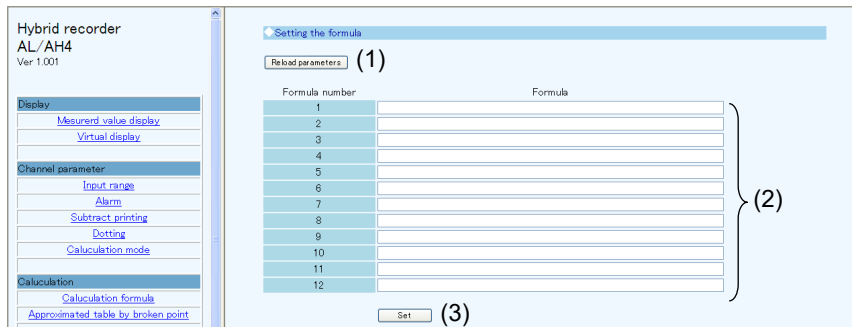 Hybrid recorder
AL/AH4
Ver 1.001
Display
Mesurerd value display
Virtual display
Channel parameter
Input range
Alarm
Subtract printing
Dotting
Caluculation mode
Caluculation
Caluculation formula
Approximated table by broken point
Setting the formula
Reload parameters (1)
Formula number Formula
1
2
3
4
5
6
7
8
9
10
11
12
(2)
Set (3)